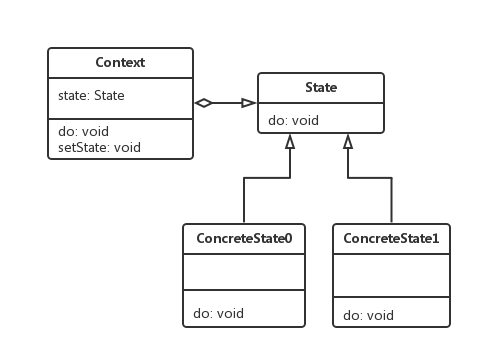 Context
state: State
do: void
setState: void
State
do: void
ConcreteState0
do: void
ConcreteState1
do: void